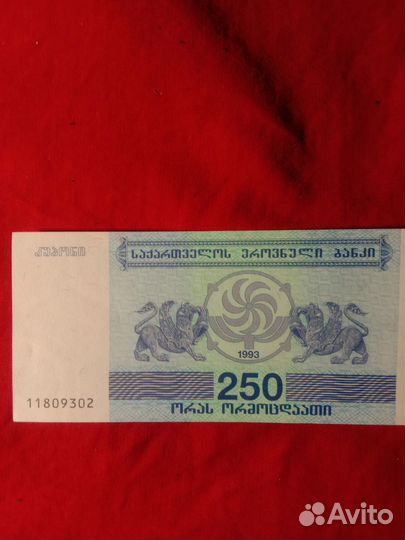 კუპონი
საქართველოს ეროვნული ბანკი
1993
250
11809302
ორას ორმოცდაათი
Avito